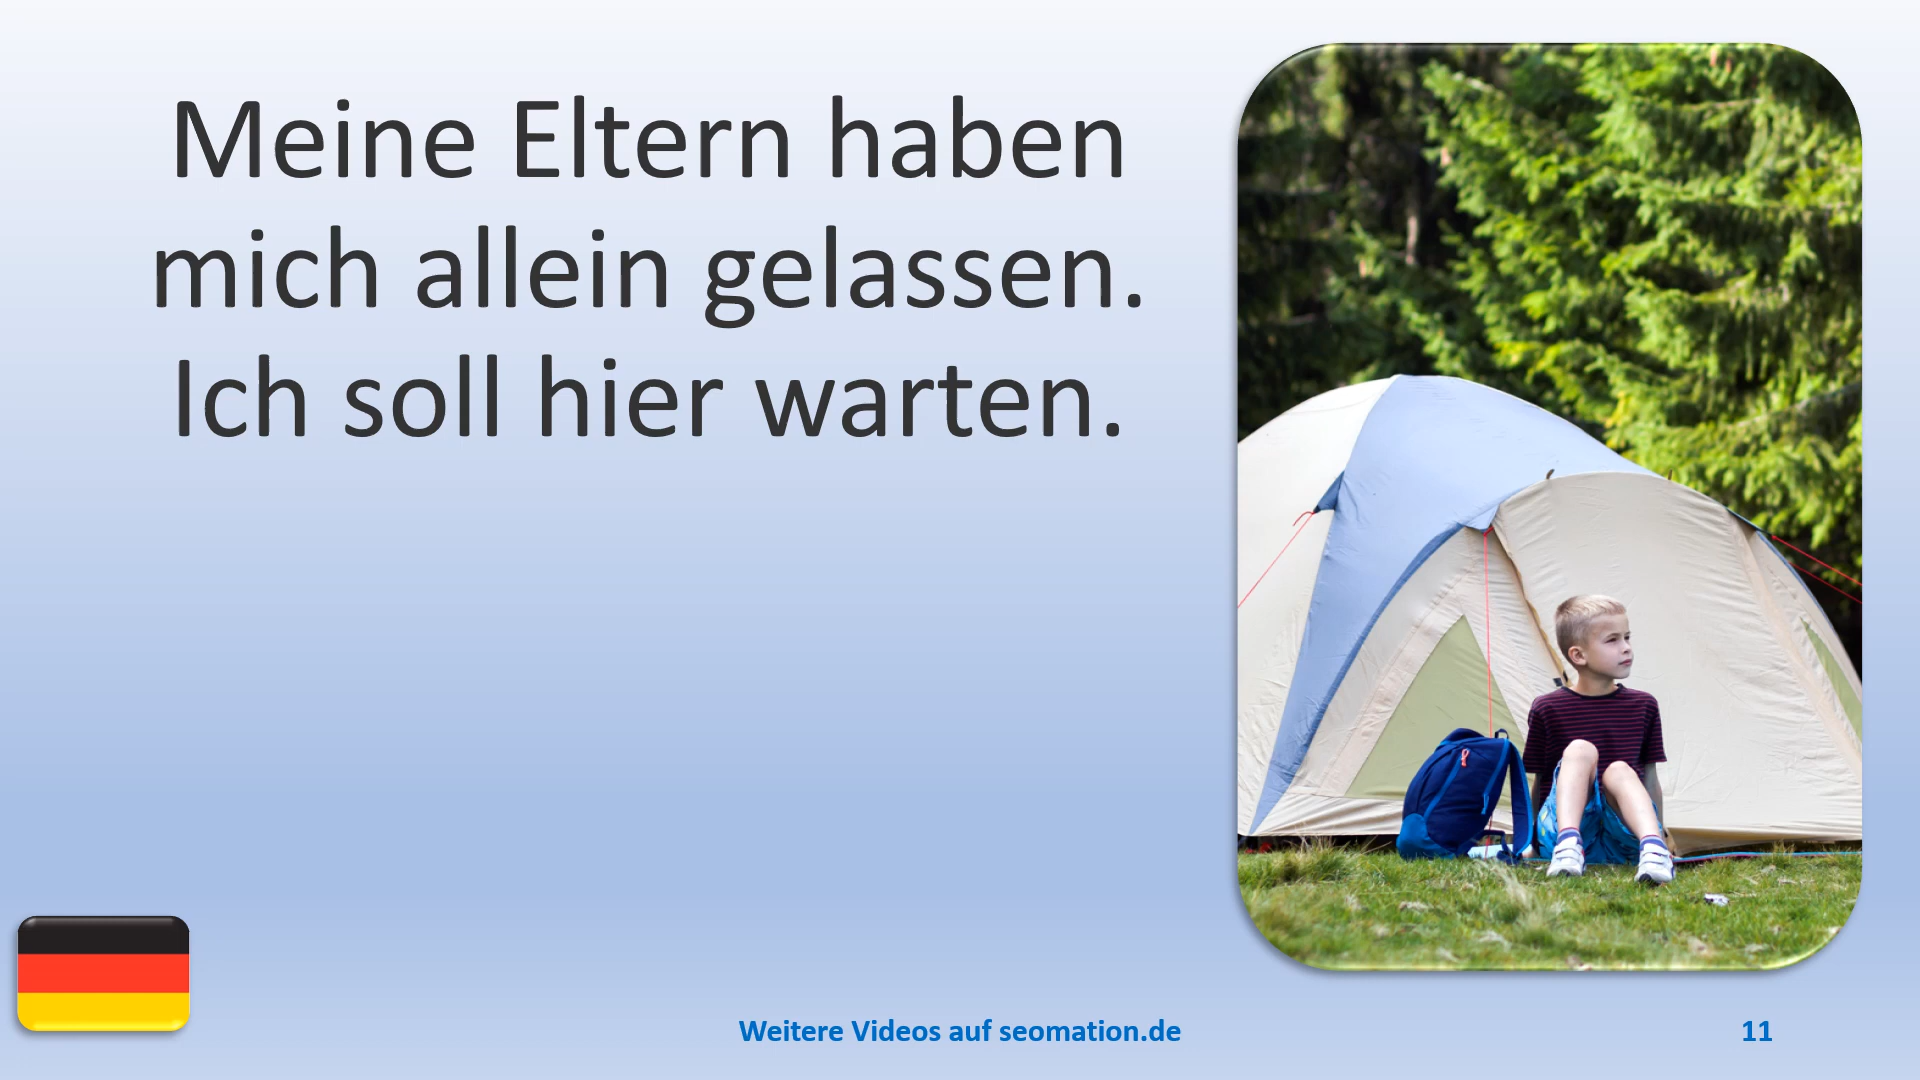 Meine Eltern haben
mich allein gelassen.
Ich soll hier warten.
Weitere Videos auf seomation.de
11